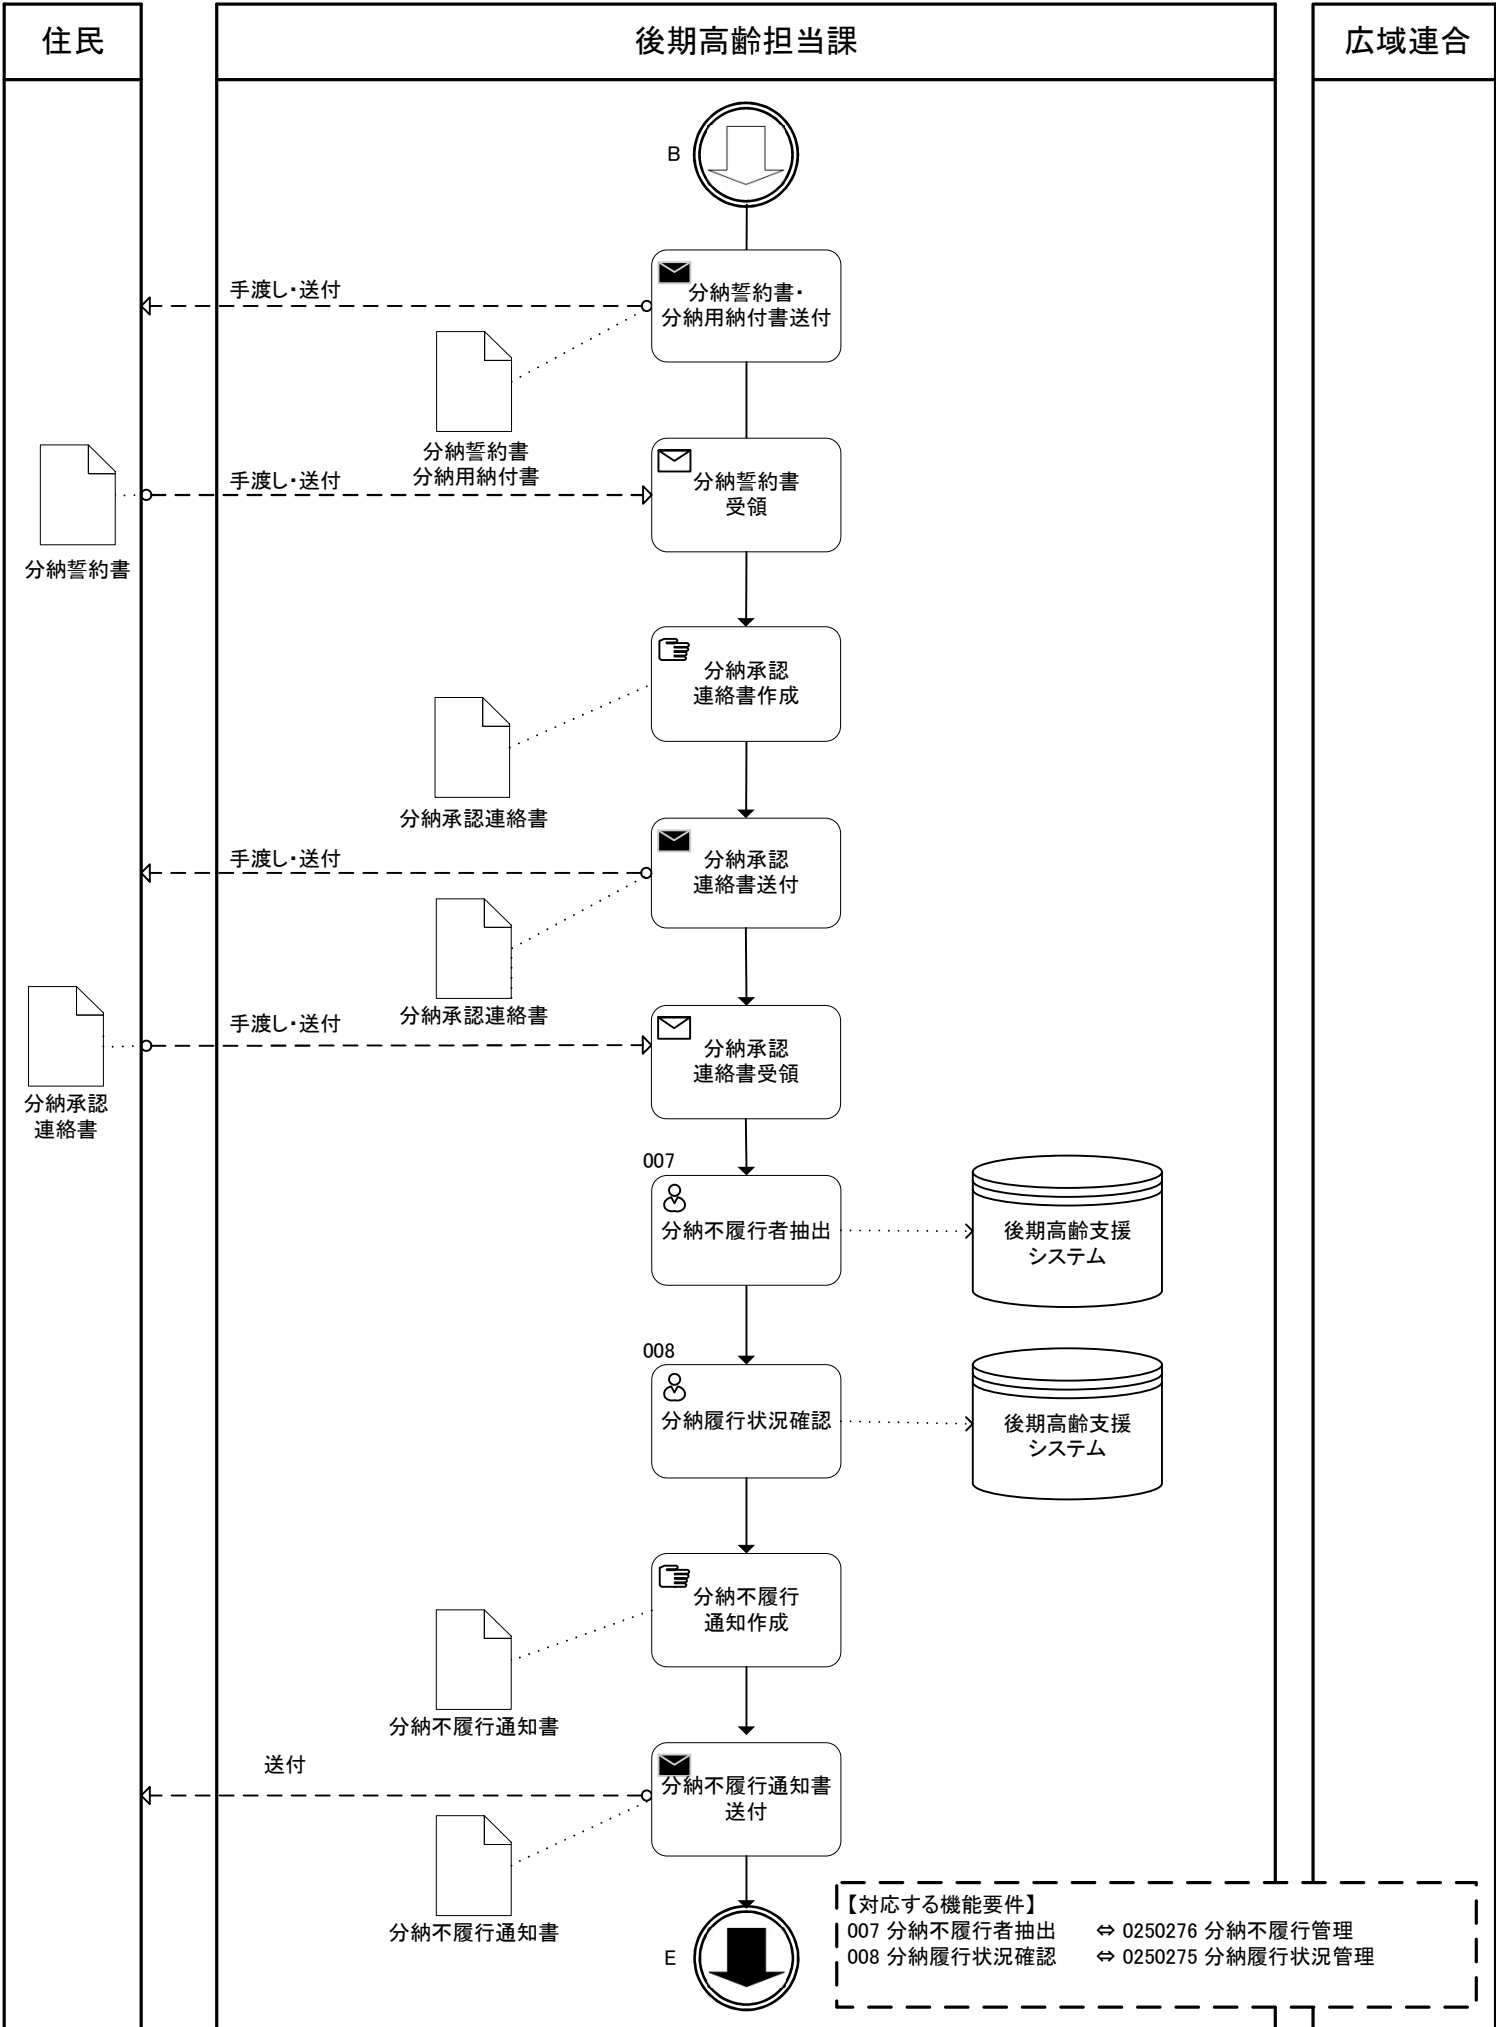 住民
後期高齢担当課
広域連合
B
手渡し・送付
分納誓約書・
分納用納付書送付
分納誓約書
分納用納付書
手渡し・送付
分納誓約書
受領
分納誓約書
分納承認
連絡書作成
分納承認連絡書
手渡し・送付
分納承認
連絡書送付
分納承認連絡書
手渡し・送付
分納承認
連絡書受領
分納承認
連絡書
007
分納不履行者抽出
後期高齢支援
システム
008
分納履行状況確認
後期高齢支援
システム
分納不履行
通知作成
分納不履行通知書
送付
分納不履行通知書
送付
分納不履行通知書
E
【対応する機能要件】
007 分納不履行者抽出 ⇔ 0250276 分納不履行管理
008 分納履行状況確認 ⇔ 0250275 分納履行状況管理